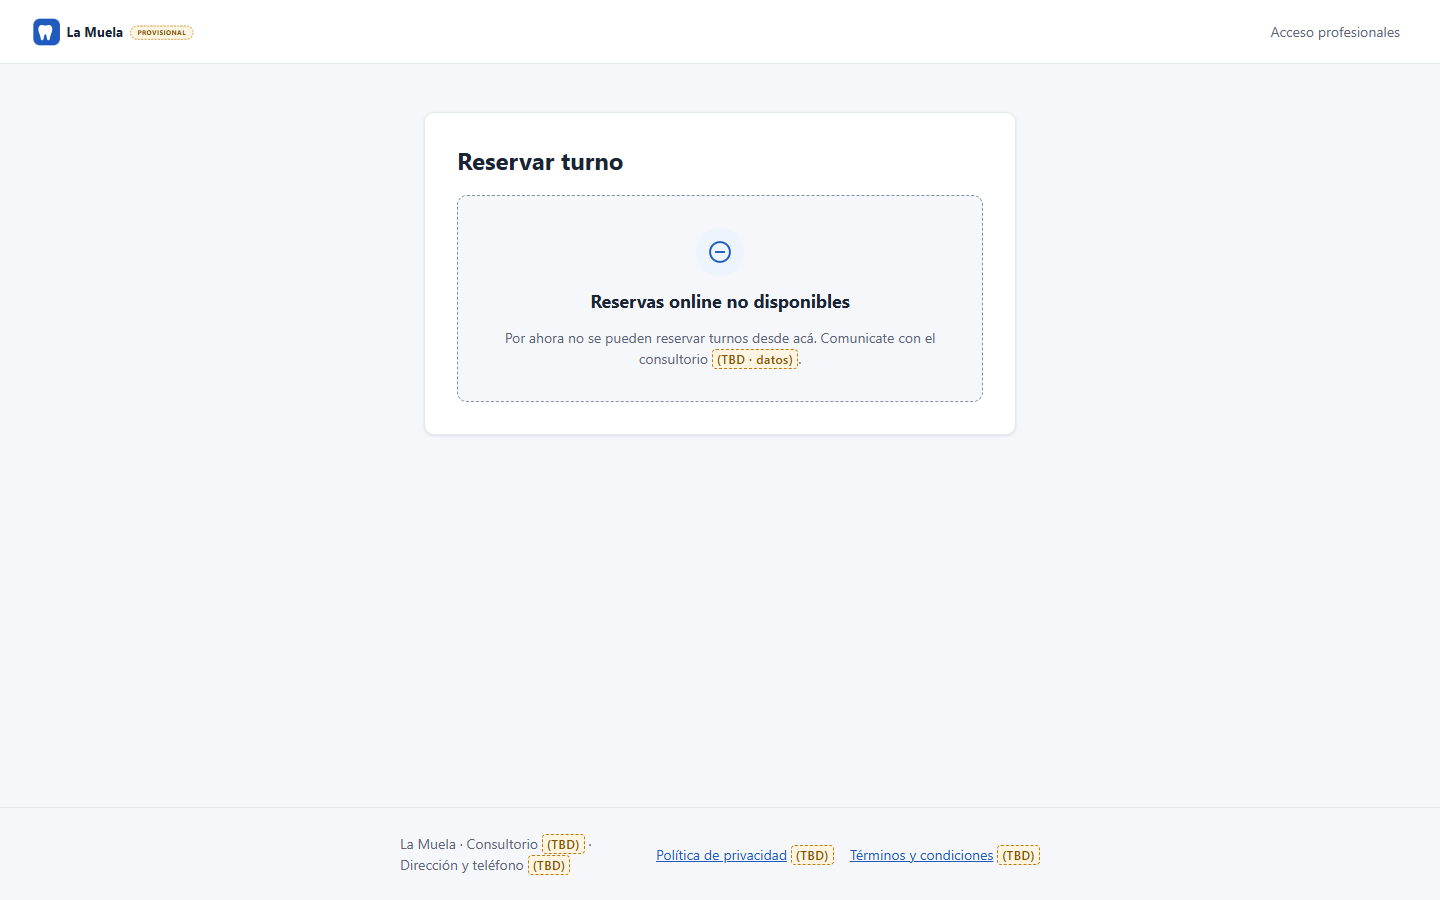 La Muela PROVISIONAL
Acceso profesionales
Reservar turno
Reservas online no disponibles
Por ahora no se pueden reservar turnos desde acá. Comunicate con el
consultorio (TBD · datos).
La Muela · Consultorio (TBD) ·
Dirección y teléfono (TBD)
Política de privacidad (TBD) Términos y condiciones (TBD)